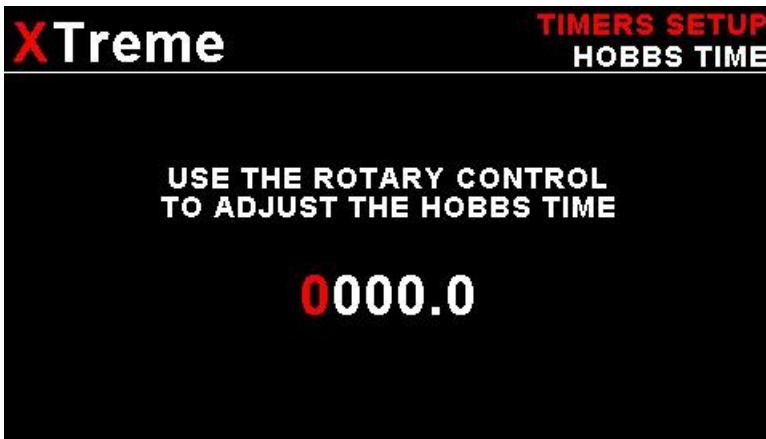 XTreme
TIMERS SETUP
HOBBS TIME
USE THE ROTARY CONTROL
TO ADJUST THE HOBBS TIME
0000.0